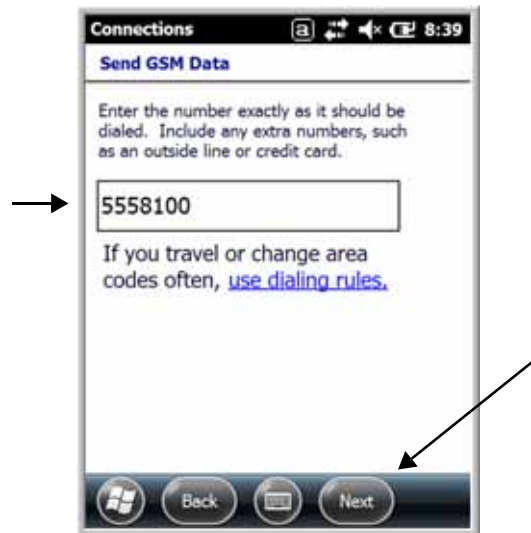 Connections a 8:39
Send GSM Data
Enter the number exactly as it should be
dialed. Include any extra numbers, such
as an outside line or credit card.
5558100
If you travel or change area
codes often, use dialing rules.
Back Next